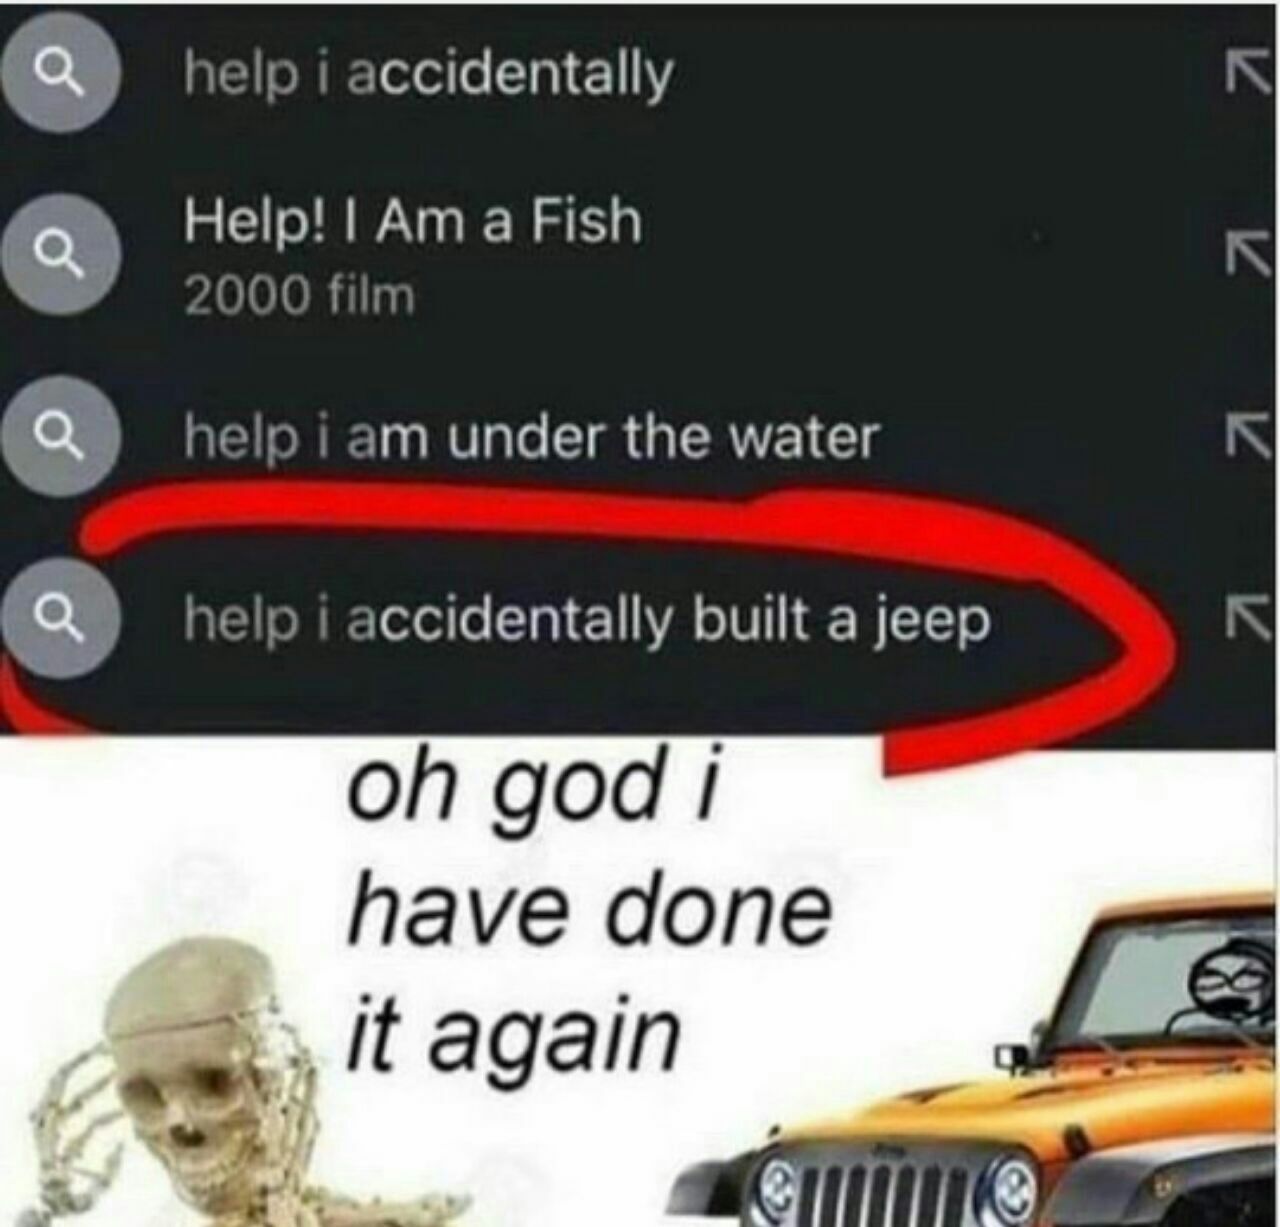 help i accidentally
Help! I Am a Fish
2000 film
help i am under the water
help i accidentally built a jeep
oh god i
have done
it again